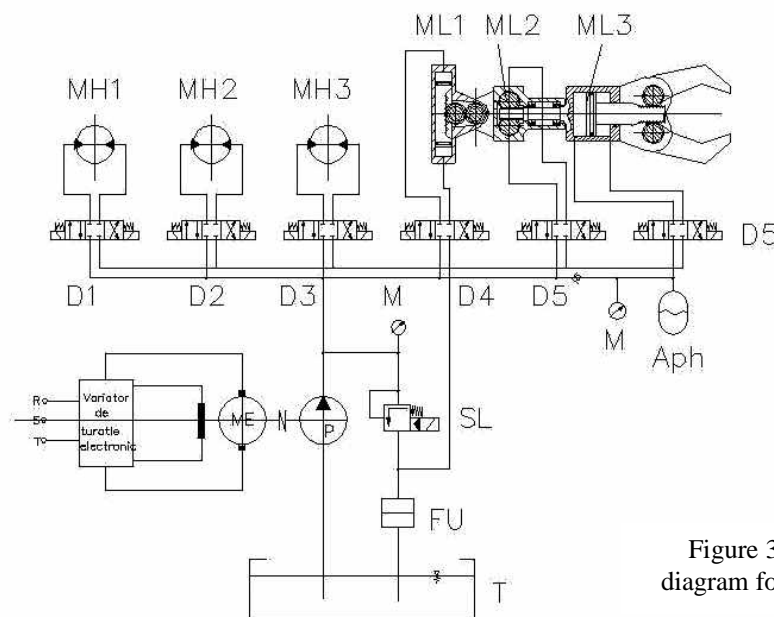 ML1 ML2 ML3
MH1 MH2 MH3
D5
D1 D2 D3 M D4 D5
M
Aph
R
S
T
Variator
de
turatie
electronic
ME
N
P
SL
FU
T
Figure 3
diagram fo